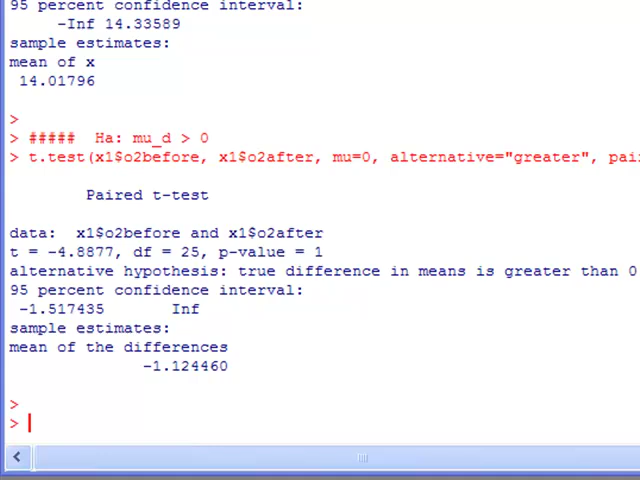 95 percent confidence interval:
-Inf 14.33589
sample estimates:
mean of x
14.01796
>
> ##### Ha: mu_d > 0
> t.test(x1$o2before, x1$o2after, mu=0, alternative="greater", pai
Paired t-test
data: x1$o2before and x1$o2after
t = -4.8877, df = 25, p-value = 1
alternative hypothesis: true difference in means is greater than 0
95 percent confidence interval:
-1.517435 Inf
sample estimates:
mean of the differences
-1.124460
>
>